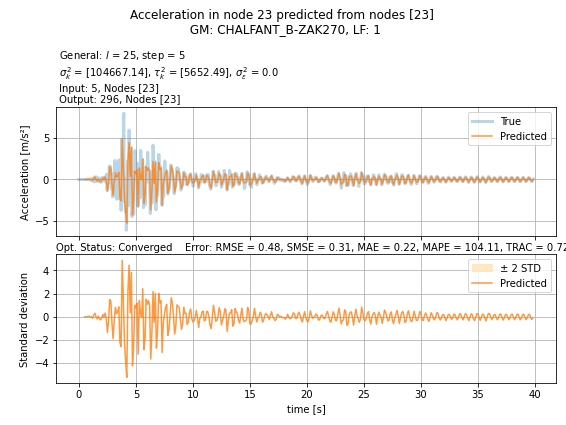 Acceleration in node 23 predicted from nodes [23]
GM: CHALFANT_B-ZAK270, LF: 1
General: l = 25, step = 5
σ²ₖ = [104667.14], τ²ₖ = [5652.49], σ²ε = 0.0
Input: 5, Nodes [23]
Output: 296, Nodes [23]
Acceleration [m/s²]
5
0
−5
True
Predicted
Opt. Status: Converged Error: RMSE = 0.48, SMSE = 0.31, MAE = 0.22, MAPE = 104.11, TRAC = 0.72
Standard deviation
4
2
0
−2
−4
± 2 STD
Predicted
0 5 10 15 20 25 30 35 40
time [s]